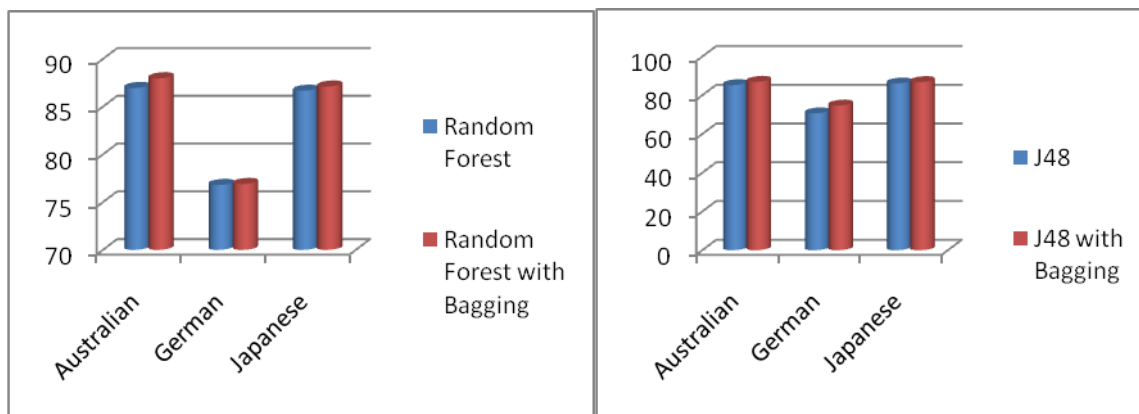 90
85
80
75
70
Australian
German
Japanese
Random
Forest
Random
Forest with
Bagging
100
80
60
40
20
0
Australian
German
Japanese
J48
J48 with
Bagging